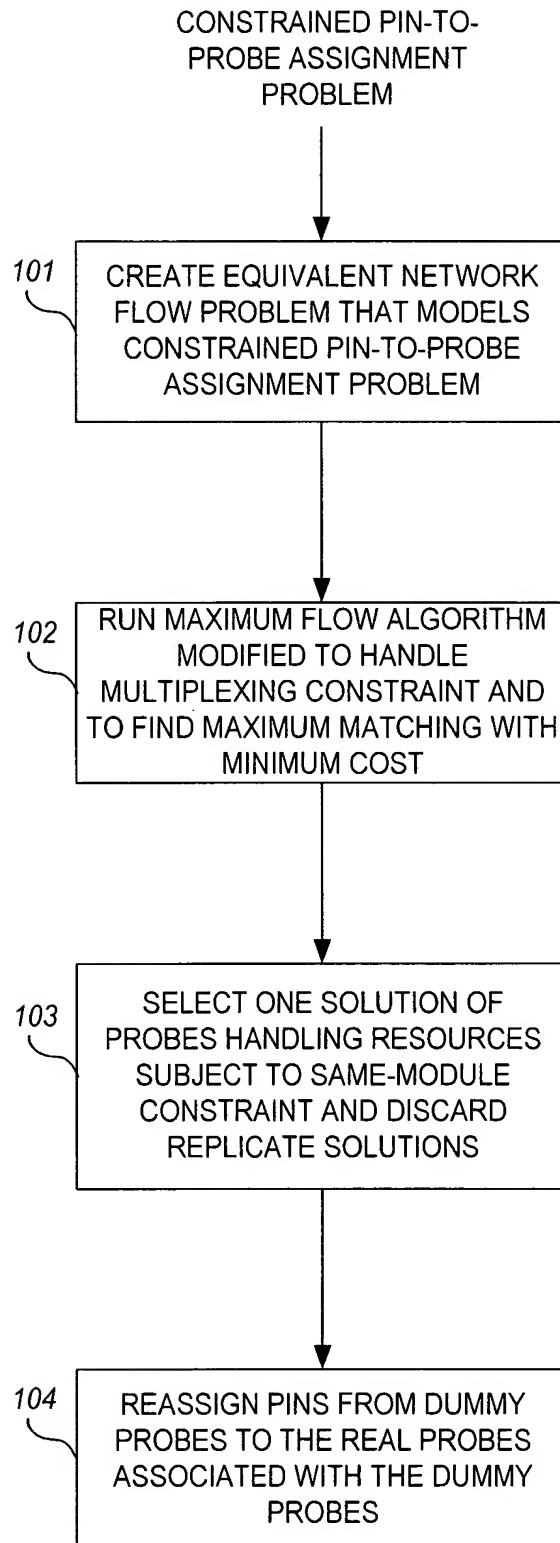 CONSTRAINED PIN-TO-
PROBE ASSIGNMENT
PROBLEM
101
CREATE EQUIVALENT NETWORK
FLOW PROBLEM THAT MODELS
CONSTRAINED PIN-TO-PROBE
ASSIGNMENT PROBLEM
102
RUN MAXIMUM FLOW ALGORITHM
MODIFIED TO HANDLE
MULTIPLEXING CONSTRAINT AND
TO FIND MAXIMUM MATCHING WITH
MINIMUM COST
103
SELECT ONE SOLUTION OF
PROBES HANDLING RESOURCES
SUBJECT TO SAME-MODULE
CONSTRAINT AND DISCARD
REPLICATE SOLUTIONS
104
REASSIGN PINS FROM DUMMY
PROBES TO THE REAL PROBES
ASSOCIATED WITH THE DUMMY
PROBES